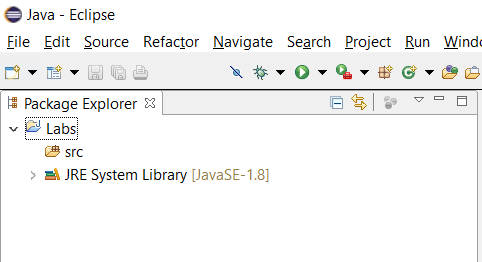 Java - Eclipse
File Edit Source Refactor Navigate Search Project Run
Package Explorer
Labs
src
JRE System Library [JavaSE-1.8]